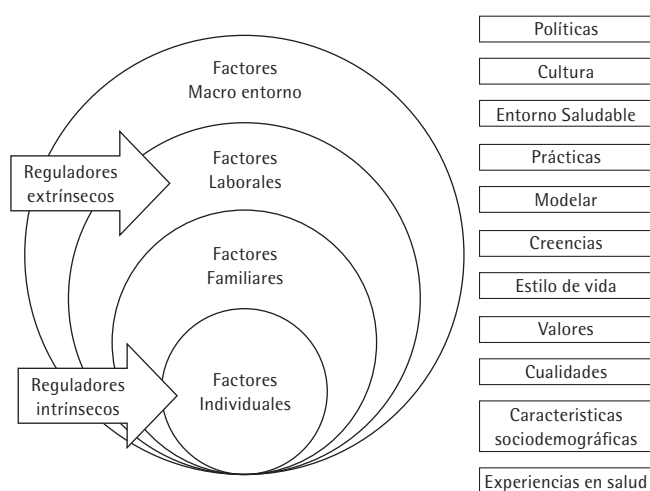 Factores
Macro entorno
Reguladores
extrínsecos
Factores
Laborales
Factores
Familiares
Reguladores
intrínsecos
Factores
Individuales
Políticas
Cultura
Entorno Saludable
Prácticas
Modelar
Creencias
Estilo de vida
Valores
Cualidades
Caracteristicas
sociodemográficas
Experiencias en salud